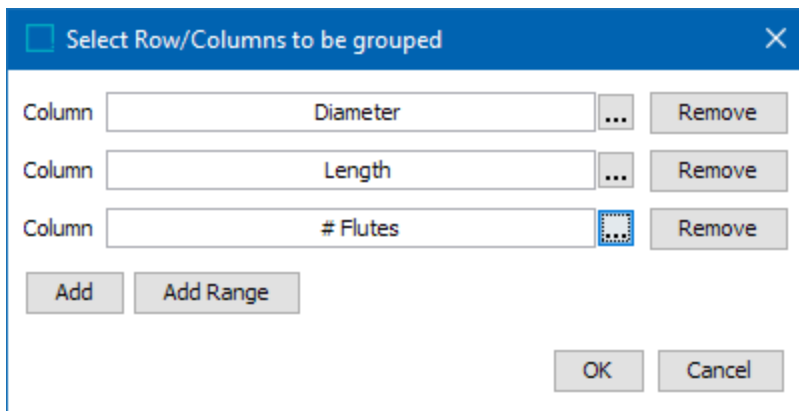 Select Row/Columns to be grouped
Column Diameter ... Remove
Column Length ... Remove
Column # Flutes ... Remove
Add Add Range
OK Cancel